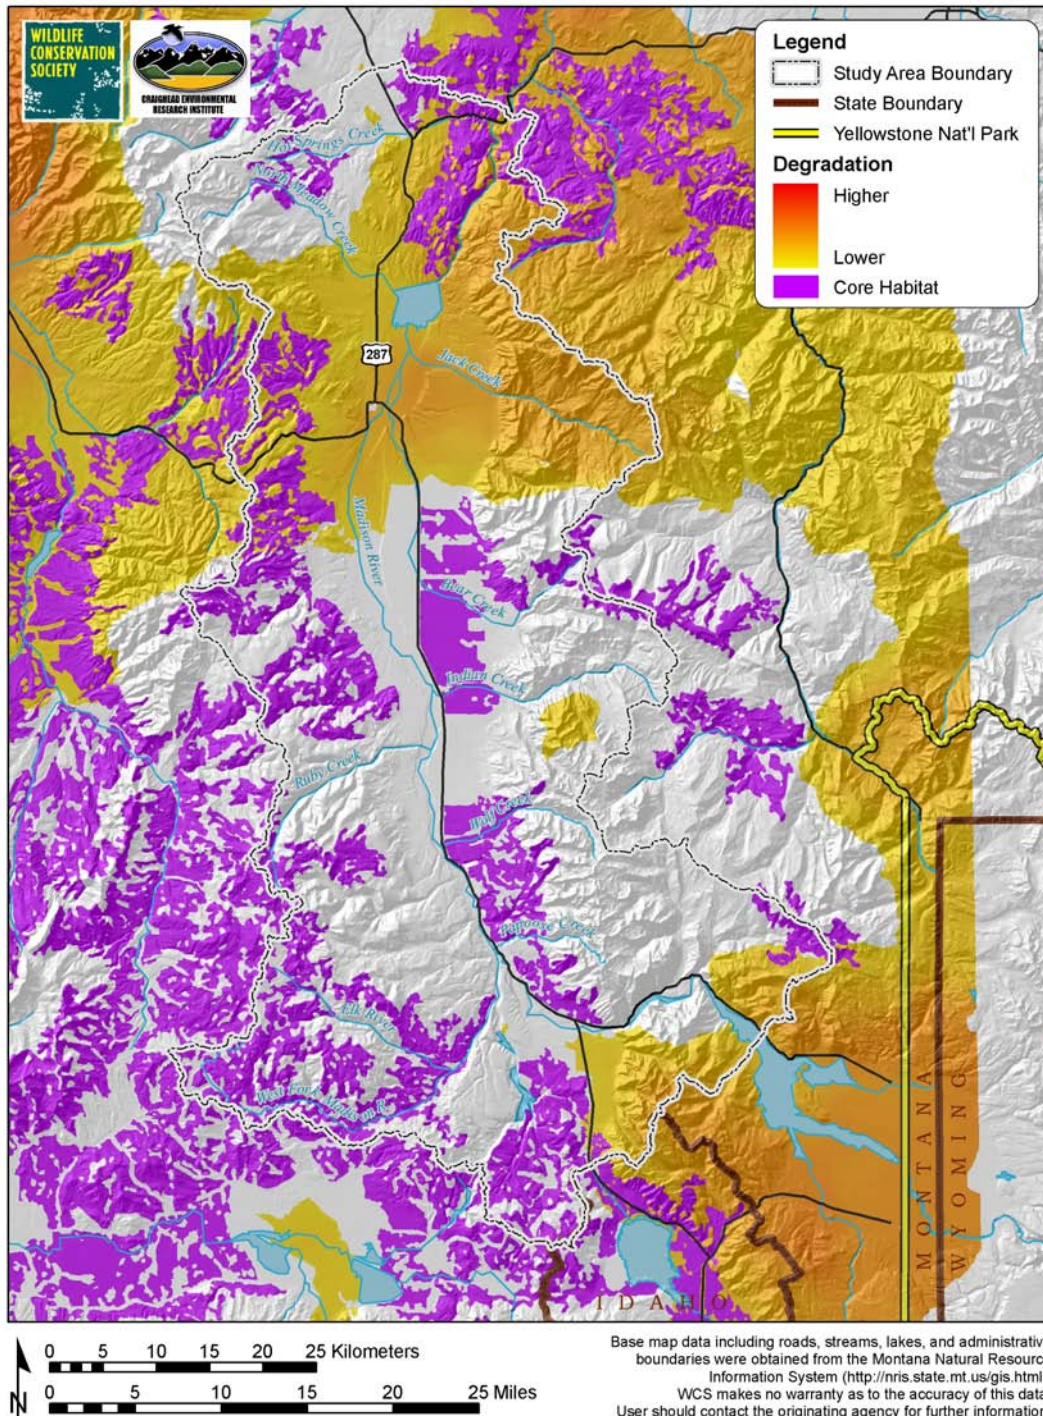 WILDLIFE
CONSERVATION
SOCIETY
CRAIGHEAD ENVIRONMENTAL
RESEARCH INSTITUTE
Legend
Study Area Boundary
State Boundary
Yellowstone Nat'l Park
Degradation
Higher
Lower
Core Habitat
Hot Springs Creek
North Meadow Creek
287
Jack Creek
Madison River
Bear Creek
Indian Creek
Ruby Creek
Wolf Creek
Papoose Creek
Elk River
West Fork Madison R.
MONTANA
WYOMING
IDAHO
N
0 5 10 15 20 25 Kilometers
0 5 10 15 20 25 Miles
Base map data including roads, streams, lakes, and administrativ
boundaries were obtained from the Montana Natural Resourc
Information System (http://nris.state.mt.us/gis.html
WCS makes no warranty as to the accuracy of this data
User should contact the originating agency for further information